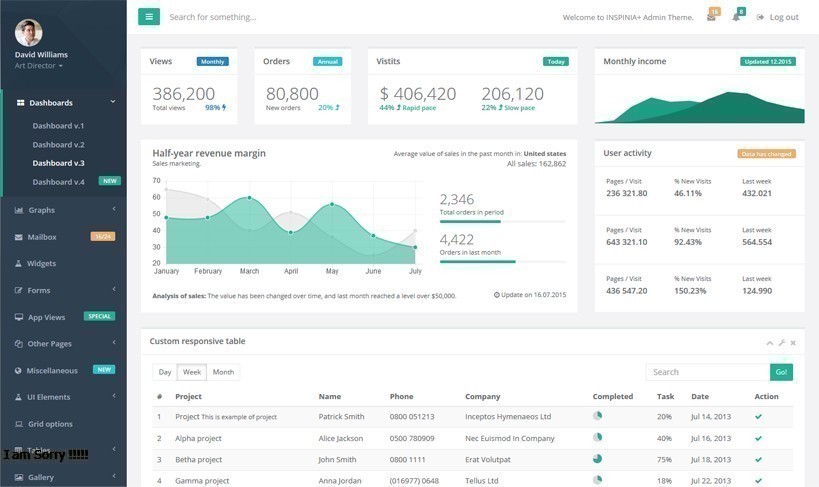 Search for something...
Welcome to INSPINIA+ Admin Theme.
16
8
Log out
David Williams
Art Director
Dashboards
Dashboard v.1
Dashboard v.2
Dashboard v.3
Dashboard v.4 NEW
Graphs
Mailbox 16/24
Widgets
Forms
App Views SPECIAL
Other Pages
Miscellaneous NEW
UI Elements
Grid options
Tables
I am Sorry !!!!!
Gallery
Views Monthly
386,200
Total views 98%
Orders Annual
80,800
New orders 20%
Vistits Today
$ 406,420 206,120
44% Rapid pace 22% Slow pace
Monthly income Updated 12.2015
Half-year revenue margin
Sales marketing.
Average value of sales in the past month in: United states
All sales: 162,862
70
60
50
40
30
20
January February March April May June July
2,346
Total orders in period
4,422
Orders in last month
Analysis of sales: The value has been changed over time, and last month reached a level over $50,000.
Update on 16.07.2015
User activity Data has changed
Pages / Visit % New Visits Last week
236 321.80 46.11% 432.021
Pages / Visit % New Visits Last week
643 321.10 92.43% 564.554
Pages / Visit % New Visits Last week
436 547.20 150.23% 124.990
Custom responsive table
Day Week Month
Search Go!
# Project Name Phone Company Completed Task Date Action
1 Project This is example of project Patrick Smith 0800 051213 Inceptos Hymenaeos Ltd 20% Jul 14, 2013
2 Alpha project Alice Jackson 0500 780909 Nec Euismod In Company 40% Jul 16, 2013
3 Betha project John Smith 0800 1111 Erat Volutpat 75% Jul 18, 2013
4 Gamma project Anna Jordan (016977) 0648 Tellus Ltd 18% Jul 22, 2013